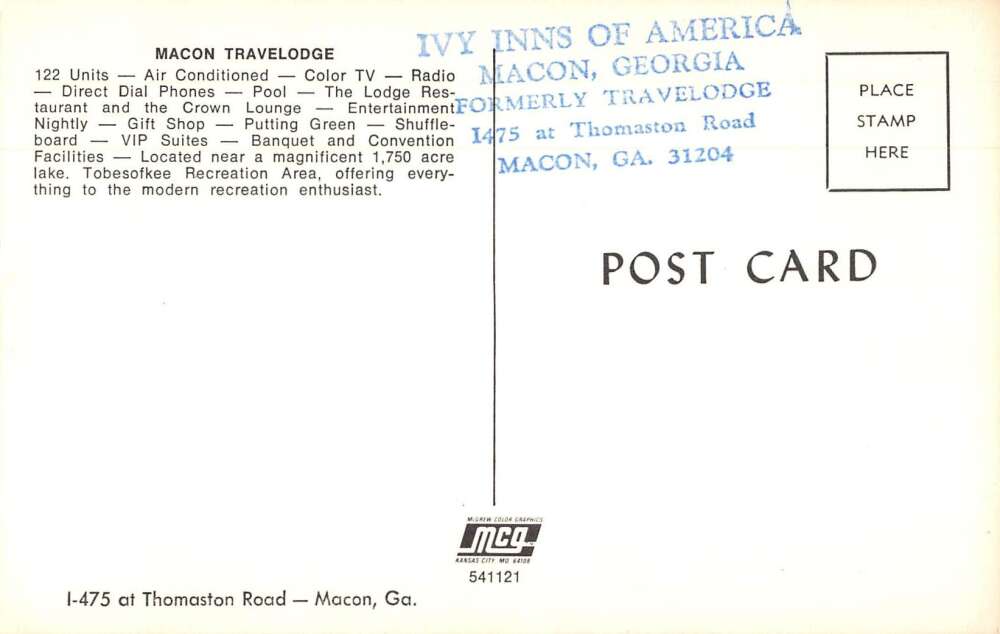 MACON TRAVELODGE
122 Units — Air Conditioned — Color TV — Radio
— Direct Dial Phones — Pool — The Lodge Res-
taurant and the Crown Lounge — Entertainment
Nightly — Gift Shop — Putting Green — Shuffle-
board — VIP Suites — Banquet and Convention
Facilities — Located near a magnificent 1,750 acre
lake. Tobesofkee Recreation Area, offering every-
thing to the modern recreation enthusiast.
IVY INNS OF AMERICA
MACON, GEORGIA
FORMERLY TRAVELODGE
I475 at Thomaston Road
MACON, GA. 31204
PLACE
STAMP
HERE
POST CARD
McGREW COLOR GRAPHICS
mcg
KANSAS CITY MO 64108
541121
I-475 at Thomaston Road — Macon, Ga.